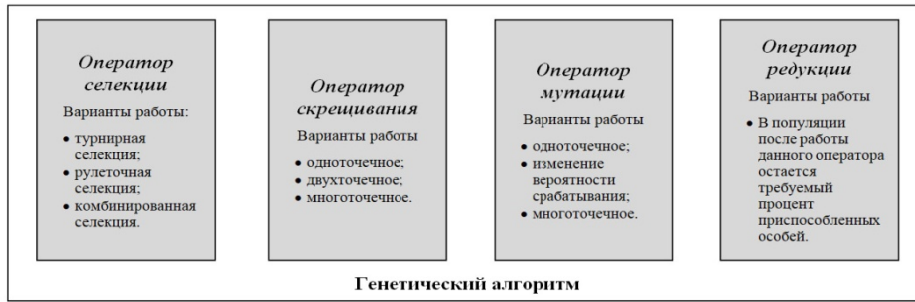 Оператор
селекции
Варианты работы:
• турнирная
селекция;
• рулеточная
селекция;
• комбинированная
селекция.
Оператор
скрещивания
Варианты работы
• одноточечное;
• двухточечное;
• многоточечное.
Оператор
мутации
Варианты работы
• одноточечное;
• изменение
вероятности
срабатывания;
• многоточечное.
Оператор
редукции
Варианты работы
• В популяции
после работы
данного оператора
остается
требуемый
процент
приспособленных
особей.
Генетический алгоритм